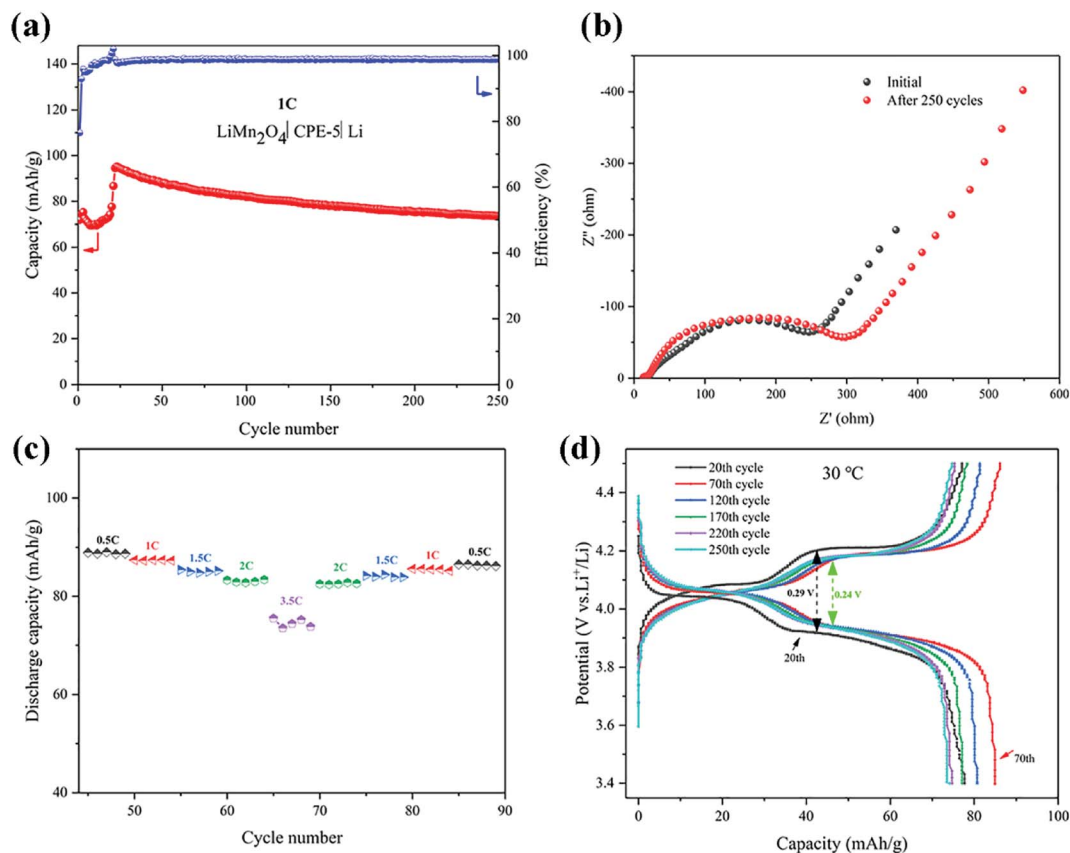 (a)
140
120
100
80
60
40
20
0
Capacity (mAh/g)
1C
LiMn2O4| CPE-5| Li
100
80
60
40
20
0
Efficiency (%)
0 25 50 75 100 125 150 175 200 225 250
Cycle number
(b)
-400
-300
-200
-100
0
Z'' (ohm)
Initial
After 250 cycles
0 100 200 300 400 500 600
Z' (ohm)
(c)
100
80
60
40
Discharge capacity (mAh/g)
0.5C
1C
1.5C
2C
3.5C
2C
1.5C
1C
0.5C
50 60 70 80 90
Cycle number
(d)
4.4
4.2
4.0
3.8
3.6
3.4
Potential (V vs.Li+/Li)
20th cycle
70th cycle
120th cycle
170th cycle
220th cycle
250th cycle
30 °C
0.29 V
0.24 V
20th
70th
0 20 40 60 80 100
Capacity (mAh/g)